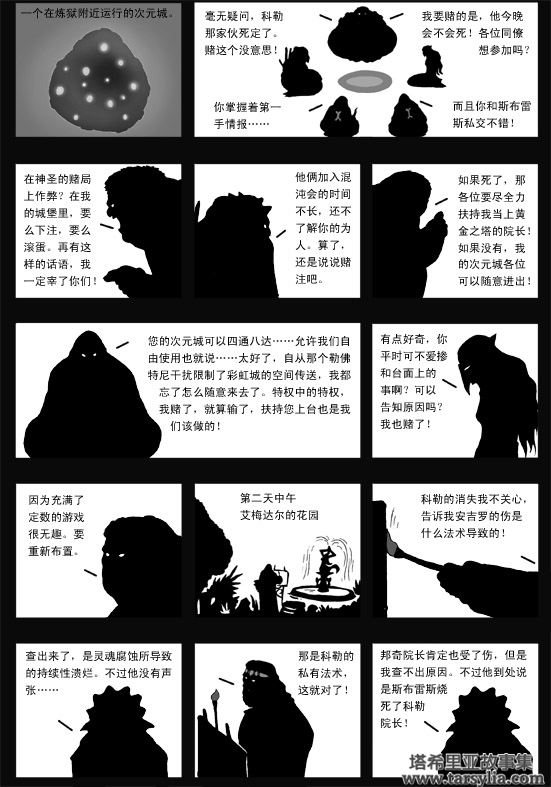 一个在炼狱附近运行的次元城。
毫无疑问，科勒
那家伙死定了。
赌这个没意思！
我要赌的是，他今晚
会不会死！各位同僚
想参加吗？
你掌握着第一
手情报……
而且你和斯布雷
斯私交不错！
在神圣的赌局
上作弊？在我
的城堡里，要
么下注，要么
滚蛋。再有这
样的话语，我
一定宰了你们！
他俩加入混
沌会的时间
不长，还不
了解你的为
人。算了，
还是说说赌
注吧。
如果死了，那
各位要尽全力
扶持我当上黄
金之塔的院长！
如果没有，我
的次元城各位
可以随意进出！
您的次元城可以四通八达……允许我们自
由使用也就说……太好了，自从那个勒佛
特尼干扰限制了彩虹城的空间传送，我都
忘了怎么随意来去了。特权中的特权，
我赌了，就算输了，扶持您上台也是我
们该做的！
有点好奇，你
平时可不爱掺
和台面上的
事啊？可以
告知原因吗？
我也赌了！
因为充满了
定数的游戏
很无趣。要
重新布置。
第二天中午
艾梅达尔的花园
科勒的消失我不关心，
告诉我安吉罗的伤是
什么法术导致的！
查出来了，是灵魂腐蚀所导致
的持续性溃烂。不过他没有声
张……
那是科勒的
私有法术，
这就对了！
邦奇院长肯定也受了伤，但是
我查不出原因。不过他到处说
是斯布雷斯烧
死了科勒
院长！
塔希里亚故事集
www.tarsylia.com